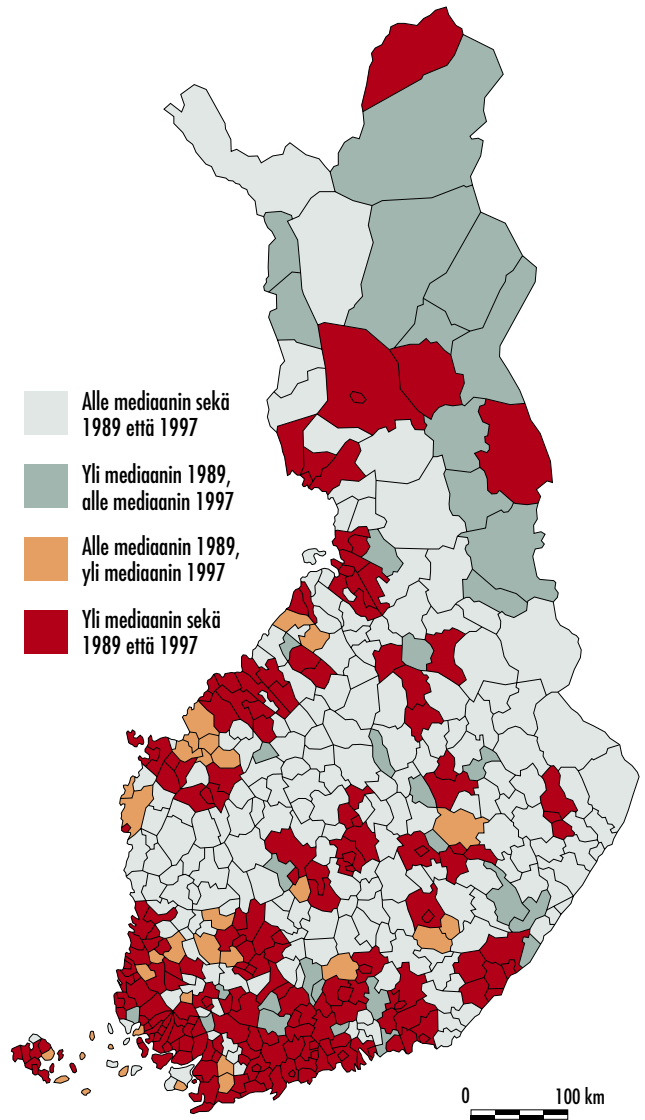 Alle mediaanin sekä
1989 että 1997
Yli mediaanin 1989,
alle mediaanin 1997
Alle mediaanin 1989,
yli mediaanin 1997
Yli mediaanin sekä
1989 että 1997
0 100 km